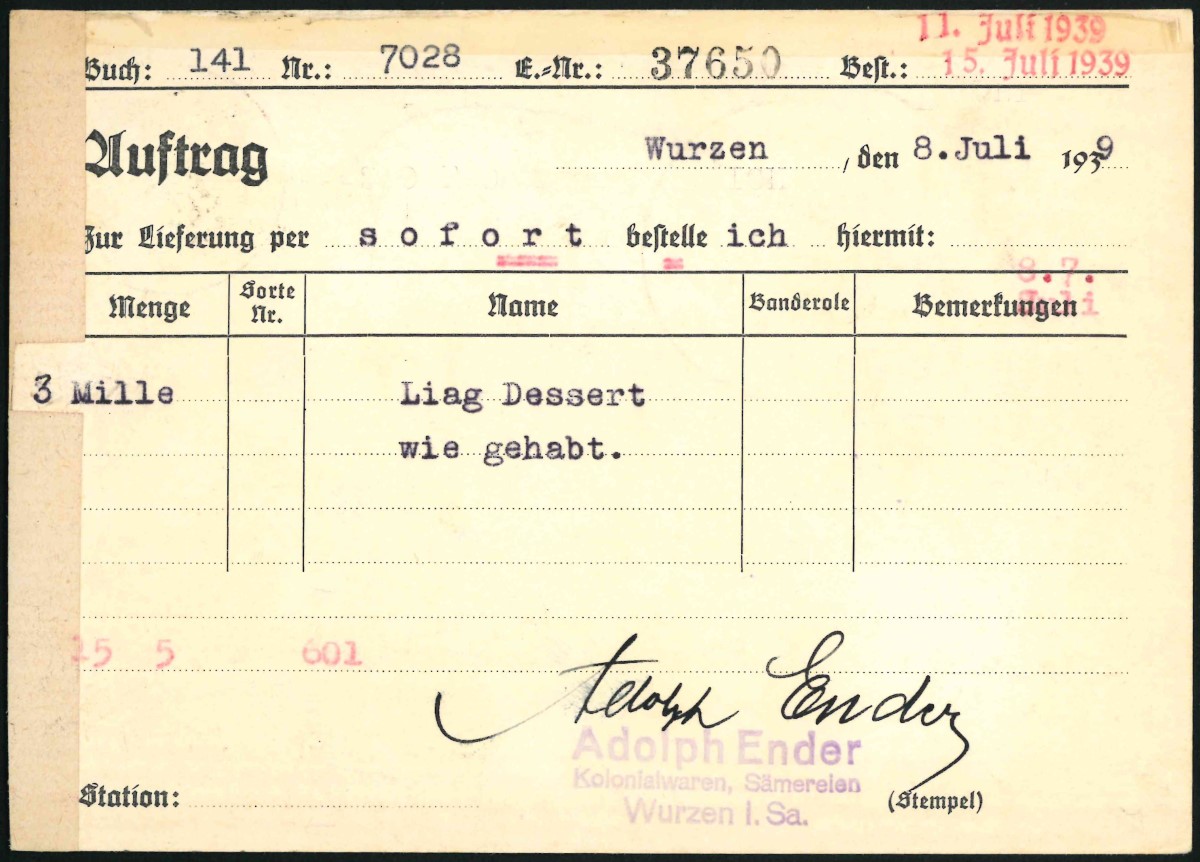 11. Juli 1939
Buch: 141 Nr.: 7028 E.-Nr.: 37650 Best.: 15. Juli 1939
Auftrag Wurzen, den 8. Juli 1939
Zur Lieferung per sofort bestelle ich hiermit:
8.7.
Juli
Menge Sorte Nr. Name Banderole Bemerkungen
3 Mille Liag Dessert
wie gehabt.
15 5 601
Adolph Ender
Adolph Ender
Kolonialwaren, Sämereien
Station: (Stempel)
Wurzen i. Sa.